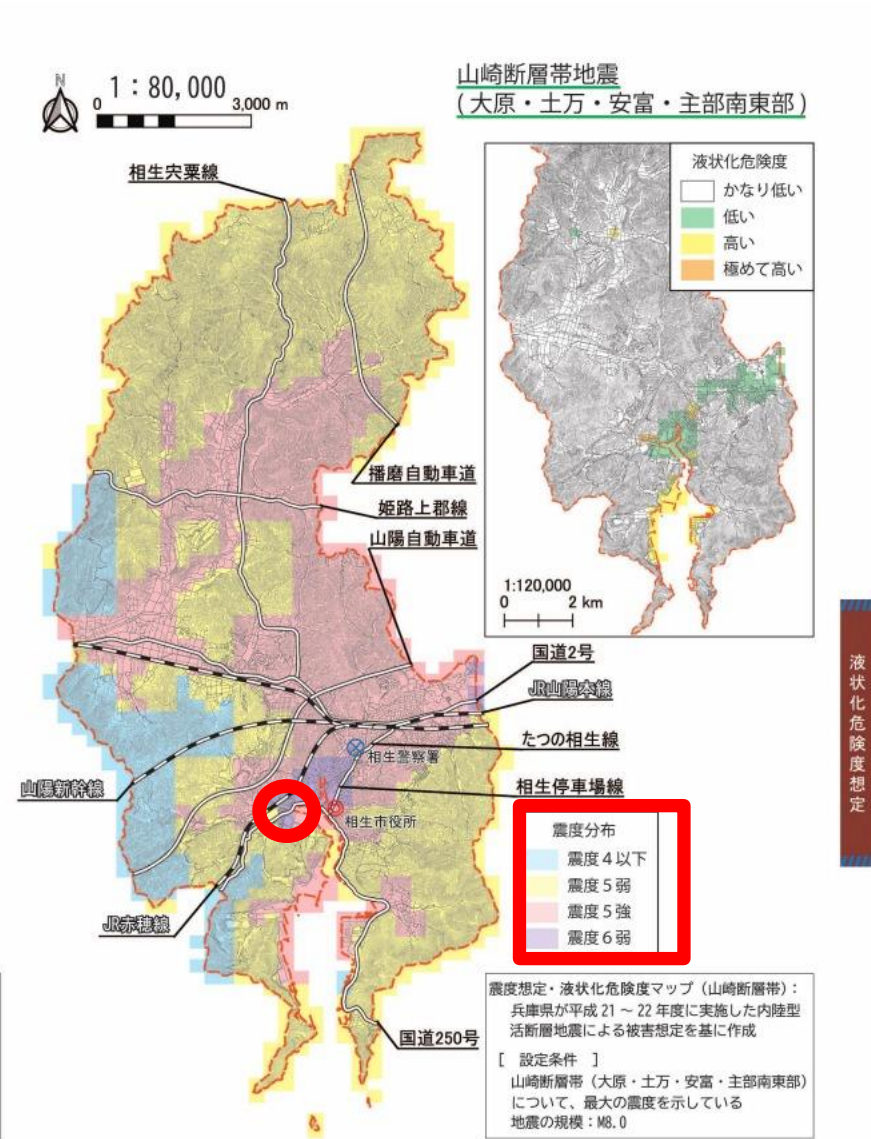 N
1：80,000
0 3,000 m
山崎断層帯地震
(大原・土万・安富・主部南東部)
相生宍粟線
液状化危険度
かなり低い
低い
高い
極めて高い
播磨自動車道
姫路上郡線
山陽自動車道
1:120,000
0 2 km
国道2号
JR山陽本線
たつの相生線
相生警察署
相生停車場線
山陽新幹線
相生市役所
震度分布
震度４以下
震度５弱
震度５強
震度６弱
JR赤穂線
国道250号
液状化危険度想定
震度想定・液状化危険度マップ（山崎断層帯）：
兵庫県が平成 21 ～ 22 年度に実施した内陸型
活断層地震による被害想定を基に作成
［ 設定条件 ］
山崎断層帯（大原・土万・安富・主部南東部）
について、最大の震度を示している
地震の規模：M8.0